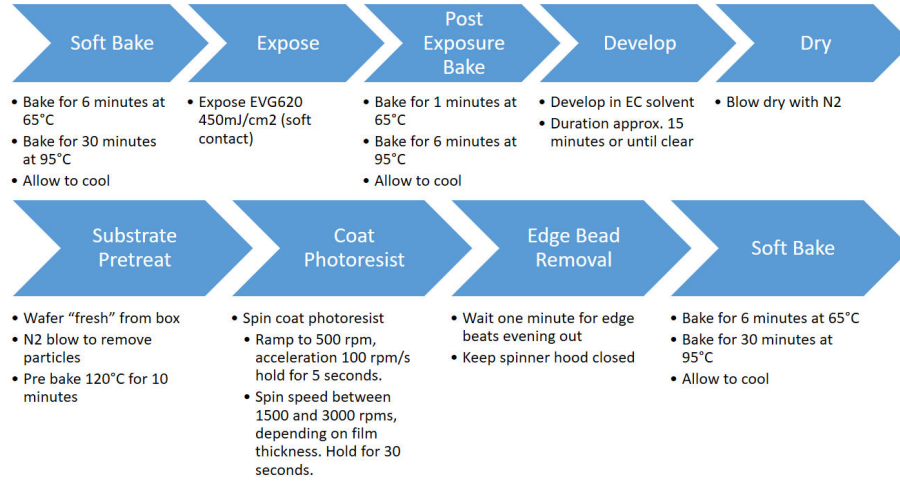 Soft Bake
• Bake for 6 minutes at
65°C
• Bake for 30 minutes
at 95°C
• Allow to cool
Expose
• Expose EVG620
450mJ/cm2 (soft
contact)
Post
Exposure
Bake
• Bake for 1 minute at
65°C
• Bake for 6 minutes at
95°C
• Allow to cool
Develop
• Develop in EC solvent
• Duration approx. 15
minutes or until clear
Dry
• Blow dry with N2
Substrate
Pretreat
• Wafer “fresh” from box
• N2 blow to remove
particles
• Pre bake 120°C for 10
minutes
Coat
Photoresist
• Spin coat photoresist
• Ramp to 500 rpm,
acceleration 100 rpm/s
hold for 5 seconds.
• Spin speed between
1500 and 3000 rpms,
depending on film
thickness. Hold for 30
seconds.
Edge Bead
Removal
• Wait one minute for edge
beats evening out
• Keep spinner hood closed
Soft Bake
• Bake for 6 minutes at 65°C
• Bake for 30 minutes at
95°C
• Allow to cool